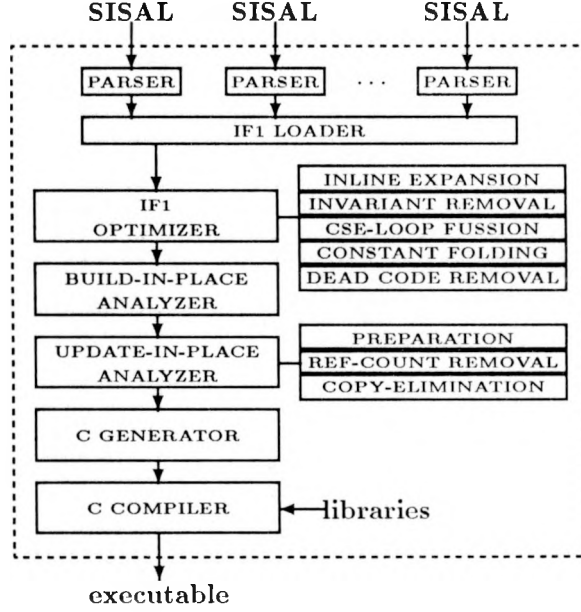 SISAL SISAL SISAL
PARSER PARSER . . . PARSER
IF1 LOADER
IF1
OPTIMIZER
INLINE EXPANSION
INVARIANT REMOVAL
CSE-LOOP FUSSION
CONSTANT FOLDING
DEAD CODE REMOVAL
BUILD-IN-PLACE
ANALYZER
UPDATE-IN-PLACE
ANALYZER
PREPARATION
REF-COUNT REMOVAL
COPY-ELIMINATION
C GENERATOR
C COMPILER
libraries
executable